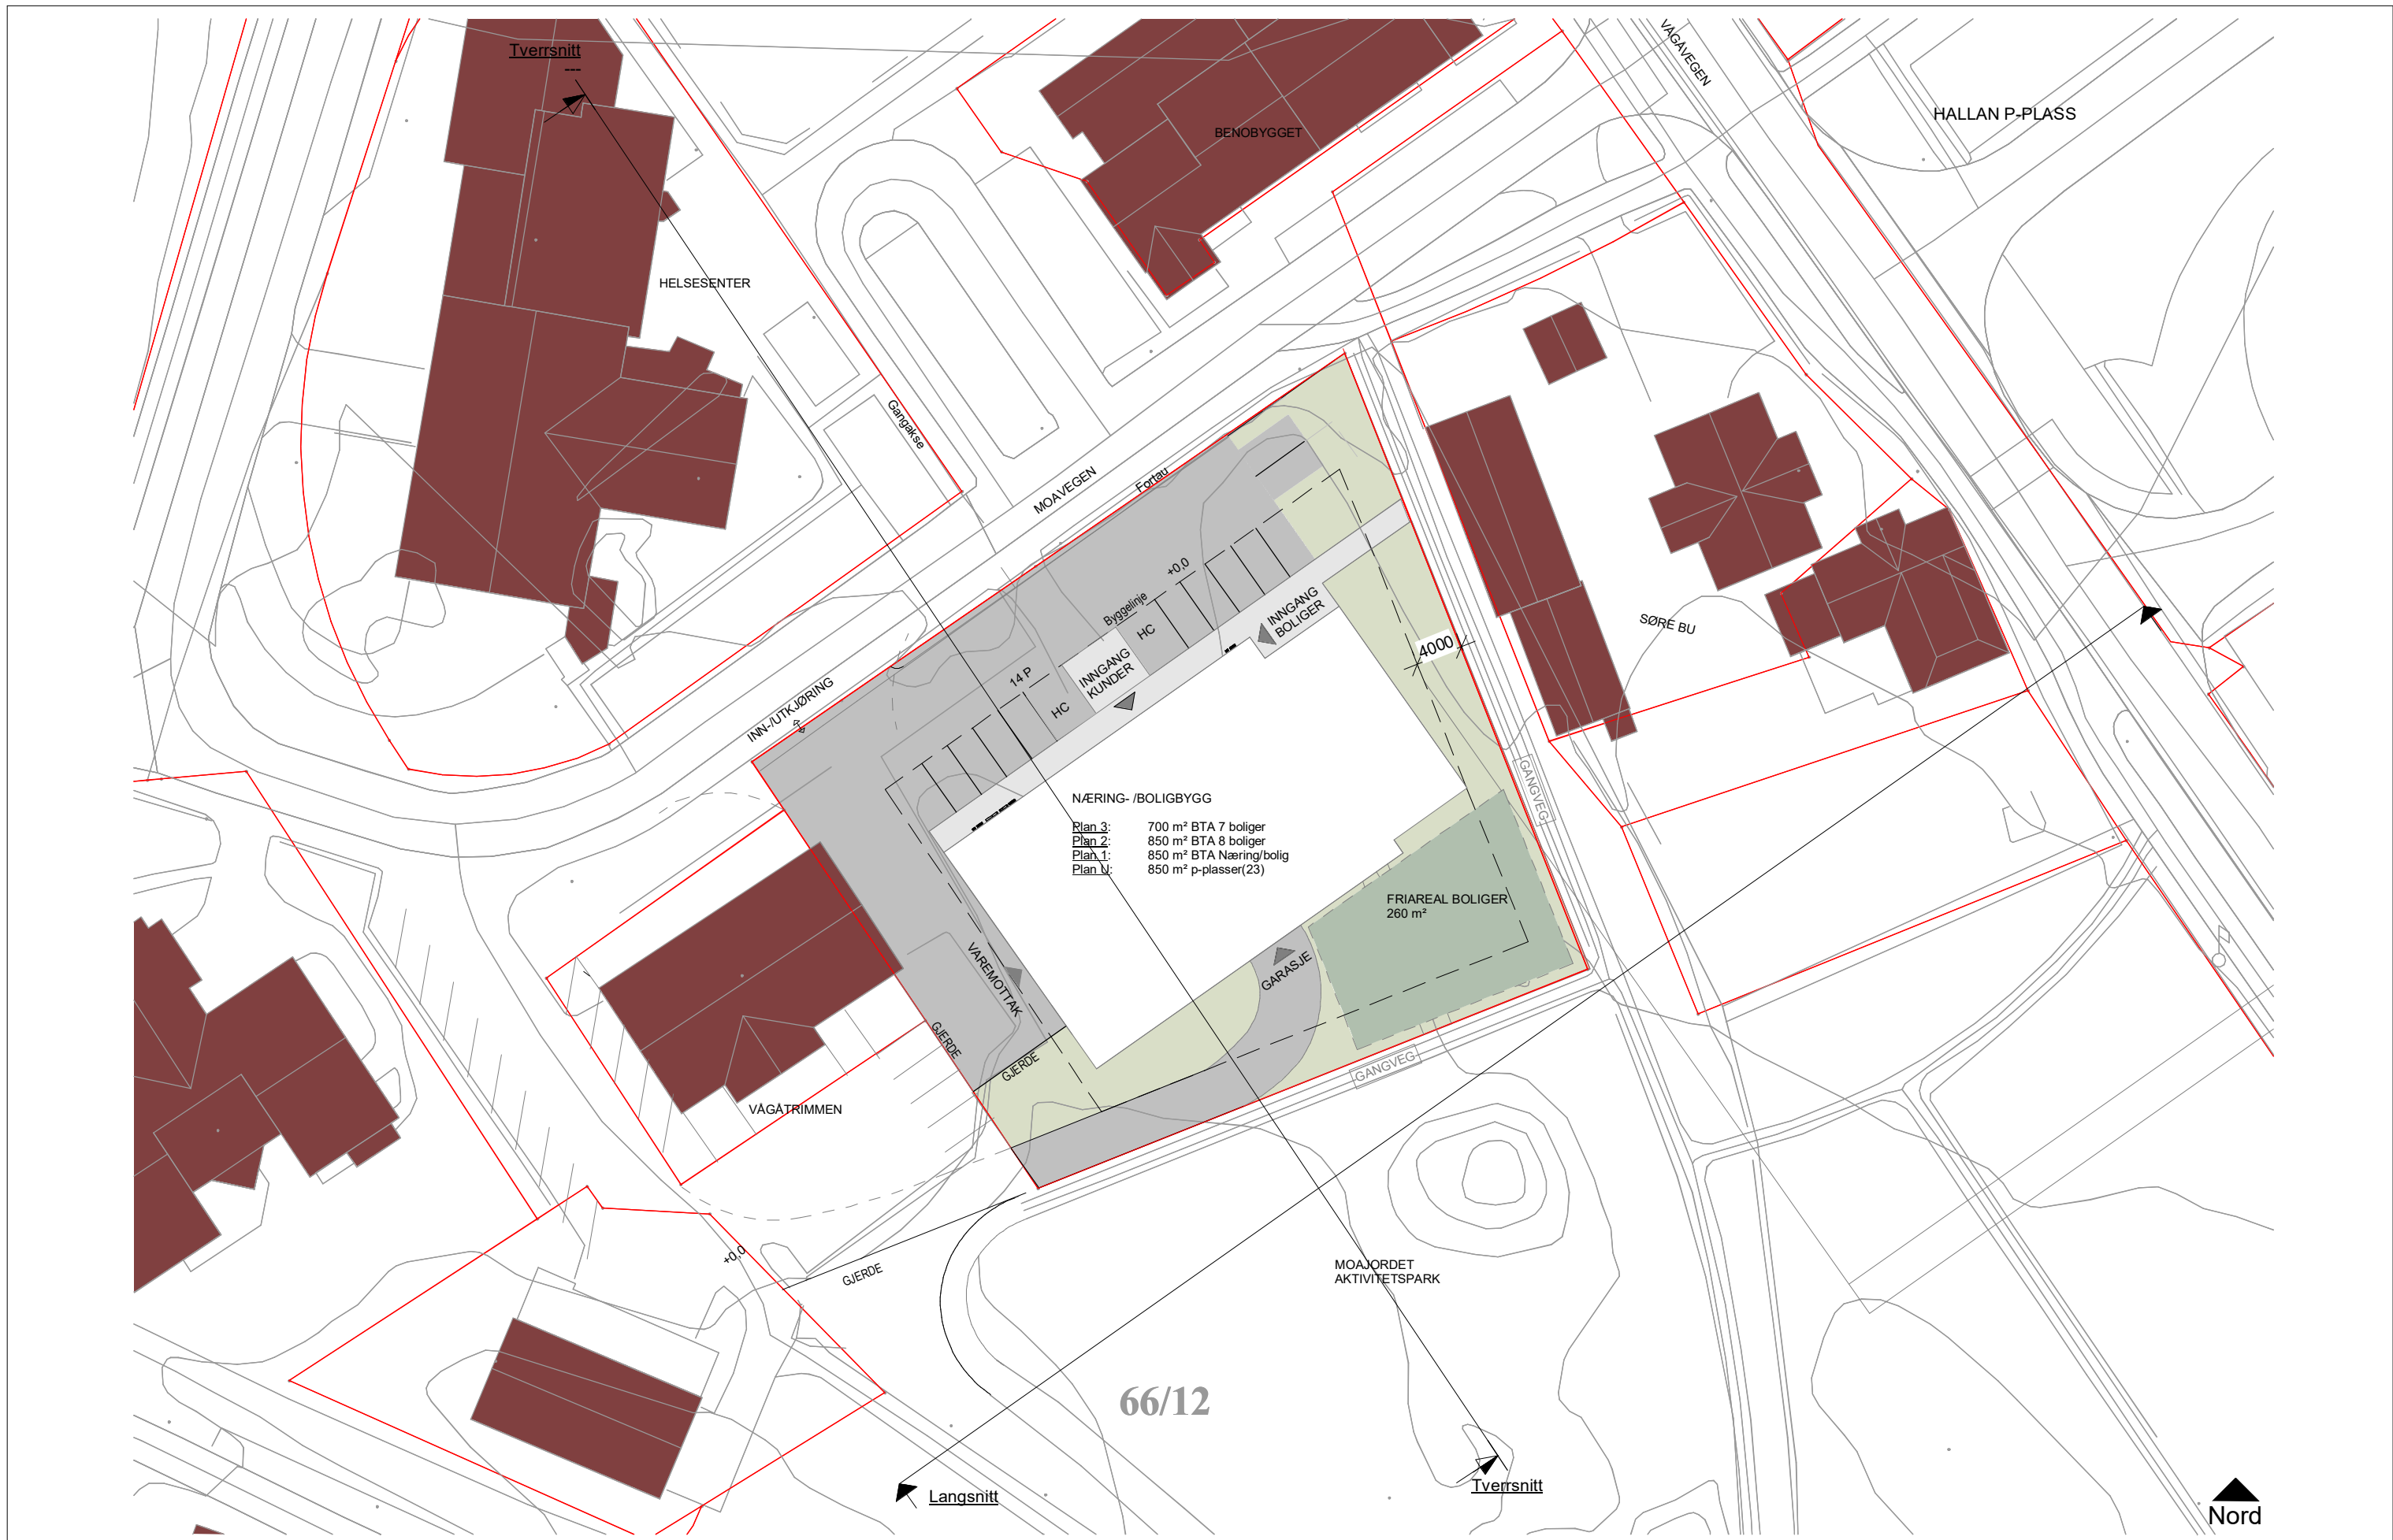 Tverrsnitt
---
VÅGÅVEGEN
HALLAN P-PLASS
BENOBYGGET
HELSESENTER
Gangakse
MOAVEGEN
Fortau
+0,0
Byggelinje
HC
INNGANG
BOLIGER
SØRE BU
4000
INNGANG
KUNDER
14 P
HC
INN-/UTKJØRING
GANGVEG
NÆRING- /BOLIGBYGG
Plan 3: 700 m² BTA 7 boliger
Plan 2: 850 m² BTA 8 boliger
Plan 1: 850 m² BTA Næring/bolig
Plan U: 850 m² p-plasser(23)
FRIAREAL BOLIGER
260 m²
VAREMOTTAK
GARASJE
GJERDE
GJERDE
GANGVEG
VÅGÅTRIMMEN
+0,0
GJERDE
MOAJORDET
AKTIVITETSPARK
66/12
Langsnitt
Tverrsnitt
Nord